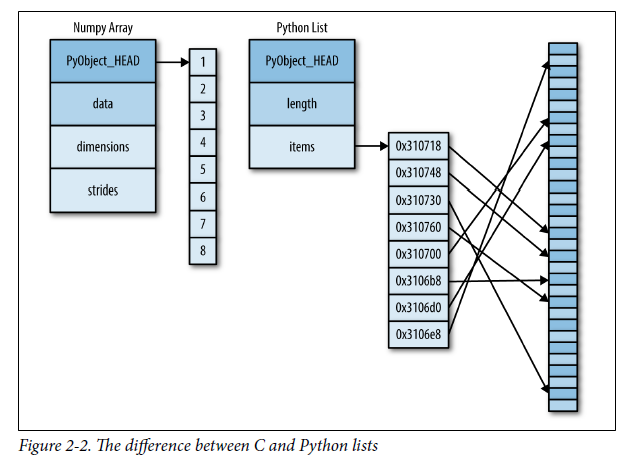 Numpy Array
PyObject_HEAD
data
dimensions
strides
1
2
3
4
5
6
7
8
Python List
PyObject_HEAD
length
items
0x310718
0x310748
0x310730
0x310760
0x310700
0x3106b8
0x3106d0
0x3106e8
Figure 2-2. The difference between C and Python lists